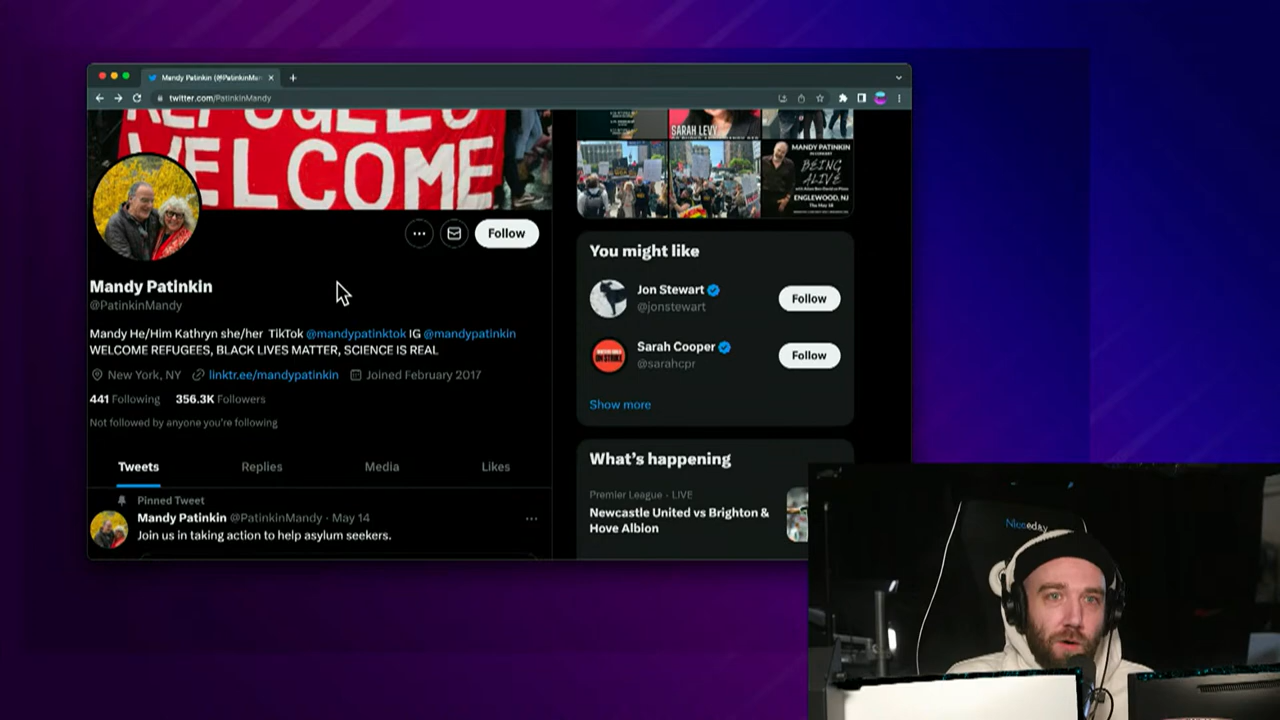 Mandy Patinkin (@PatinkinMan
twitter.com/PatinkinMandy
REFUGEES
WELCOME
SARAH LEVY
MANDY PATINKIN
IN CONCERT
BEING
ALIVE
ENGLEWOOD, NJ
Follow
Mandy Patinkin
@PatinkinMandy
Mandy He/Him Kathryn she/her TikTok @mandypatinktok IG @mandypatinkin
WELCOME REFUGEES, BLACK LIVES MATTER, SCIENCE IS REAL
New York, NY linktr.ee/mandypatinkin Joined February 2017
441 Following 356.3K Followers
Not followed by anyone you're following
Tweets Replies Media Likes
Pinned Tweet
Mandy Patinkin @PatinkinMandy · May 14
Join us in taking action to help asylum seekers.
You might like
Jon Stewart
@jonstewart
Follow
Sarah Cooper
@sarahcpr
Follow
Show more
What's happening
Premier League · LIVE
Newcastle United vs Brighton &
Hove Albion
Niceday